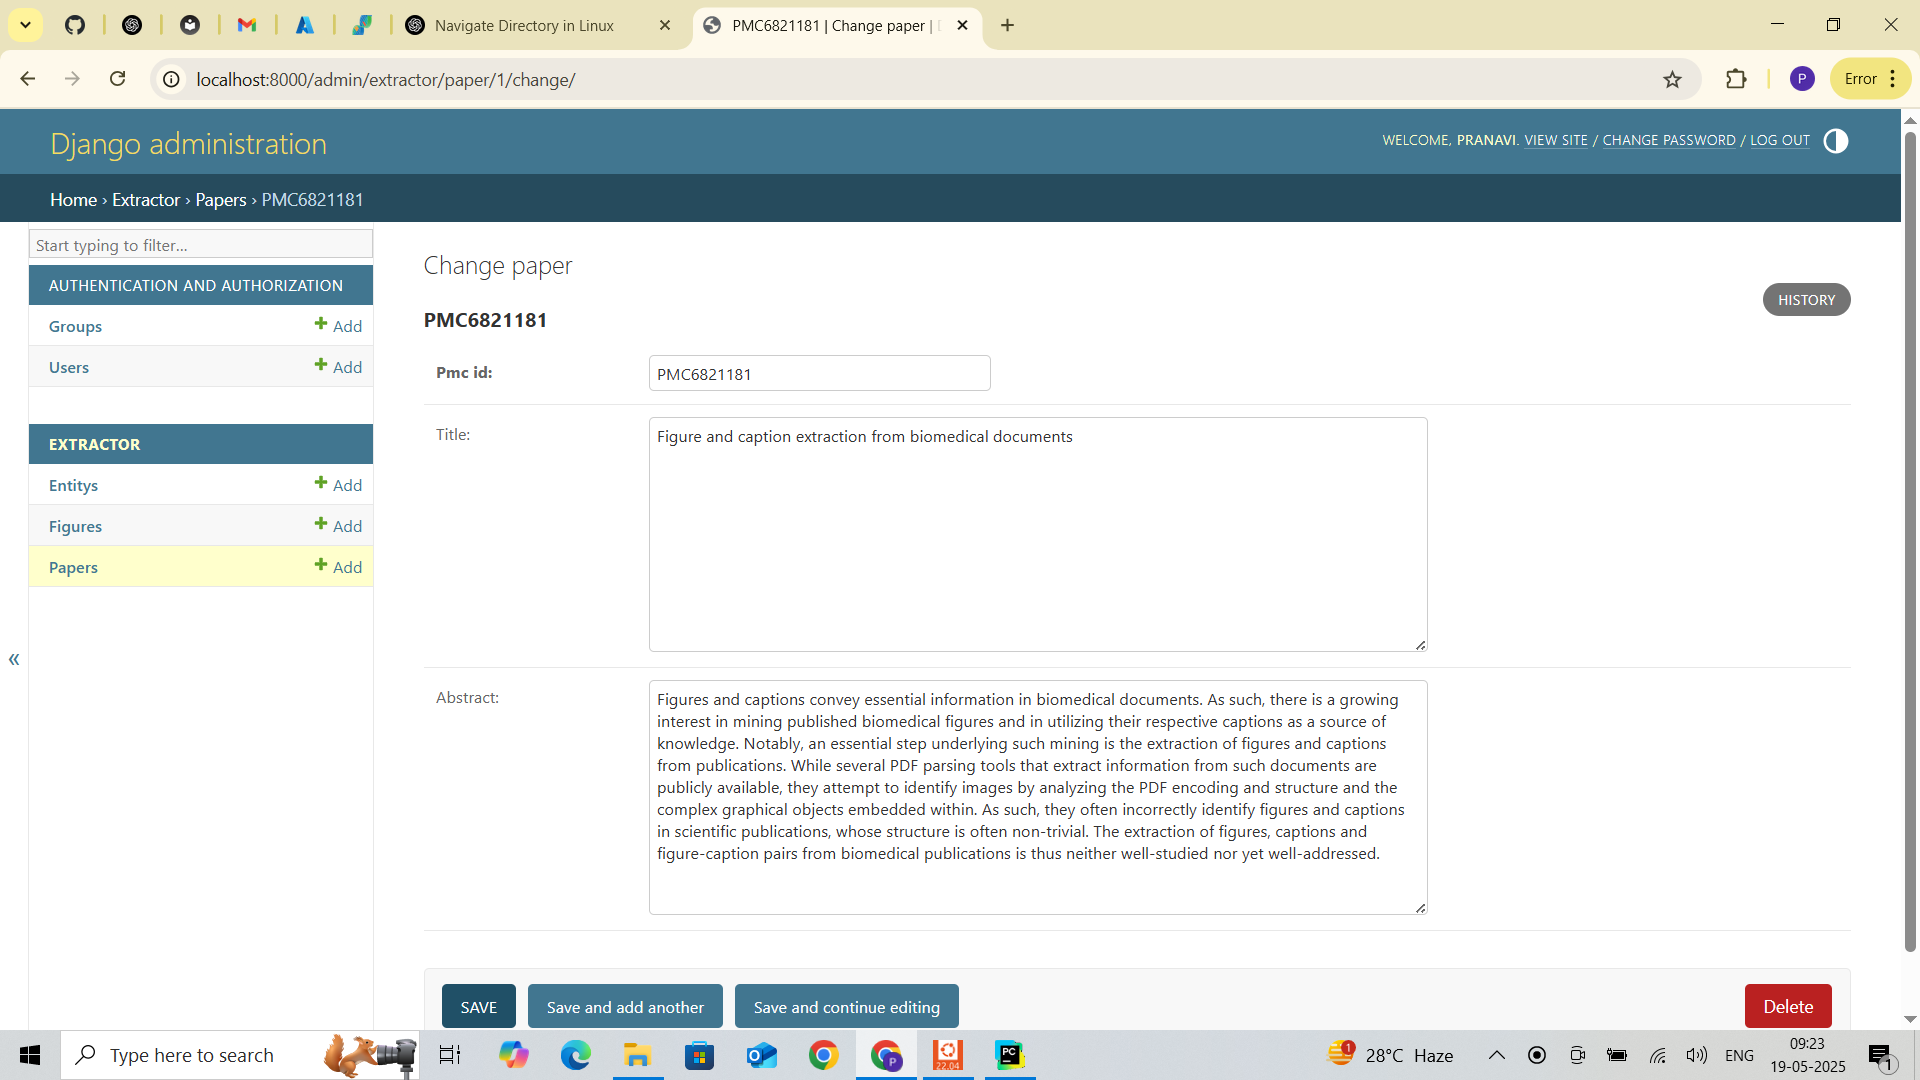 Navigate Directory in Linux
PMC6821181 | Change paper |
localhost:8000/admin/extractor/paper/1/change/
P
Error
Django administration
WELCOME, PRANAVI. VIEW SITE / CHANGE PASSWORD / LOG OUT
Home › Extractor › Papers › PMC6821181
Start typing to filter...
AUTHENTICATION AND AUTHORIZATION
Groups
Add
Users
Add
EXTRACTOR
Entitys
Add
Figures
Add
Papers
Add
«
Change paper
HISTORY
PMC6821181
Pmc id:
PMC6821181
Title:
Figure and caption extraction from biomedical documents
Abstract:
Figures and captions convey essential information in biomedical documents. As such, there is a growing
interest in mining published biomedical figures and in utilizing their respective captions as a source of
knowledge. Notably, an essential step underlying such mining is the extraction of figures and captions
from publications. While several PDF parsing tools that extract information from such documents are
publicly available, they attempt to identify images by analyzing the PDF encoding and structure and the
complex graphical objects embedded within. As such, they often incorrectly identify figures and captions
in scientific publications, whose structure is often non-trivial. The extraction of figures, captions and
figure-caption pairs from biomedical publications is thus neither well-studied nor yet well-addressed.
SAVE
Save and add another
Save and continue editing
Delete
Type here to search
P
22.04
PC
1
28°C Haze
ENG
09:23
19-05-2025
1